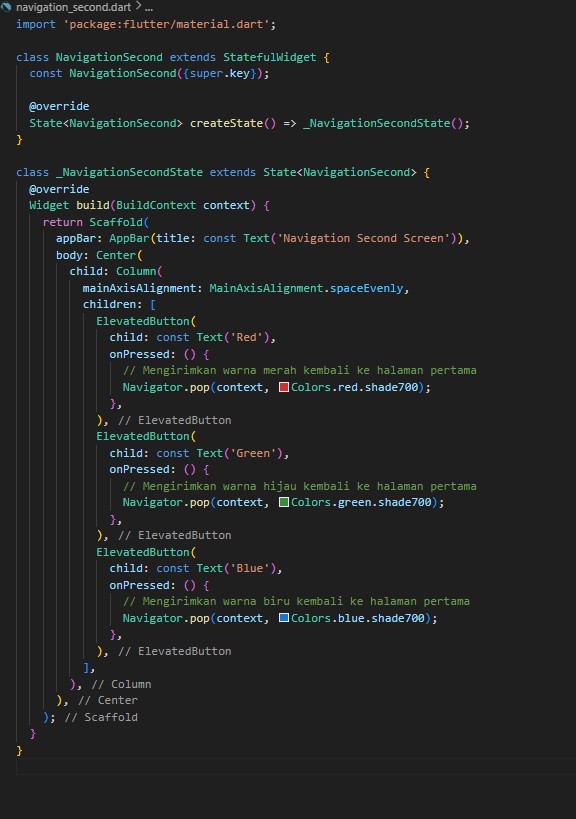 navigation_second.dart > ...
import 'package:flutter/material.dart';
class NavigationSecond extends StatefulWidget {
  const NavigationSecond({super.key});
  @override
  State<NavigationSecond> createState() => _NavigationSecondState();
}
class _NavigationSecondState extends State<NavigationSecond> {
  @override
  Widget build(BuildContext context) {
    return Scaffold(
      appBar: AppBar(title: const Text('Navigation Second Screen')),
      body: Center(
        child: Column(
          mainAxisAlignment: MainAxisAlignment.spaceEvenly,
          children: [
            ElevatedButton(
              child: const Text('Red'),
              onPressed: () {
                // Mengirimkan warna merah kembali ke halaman pertama
                Navigator.pop(context, Colors.red.shade700);
              },
            ), // ElevatedButton
            ElevatedButton(
              child: const Text('Green'),
              onPressed: () {
                // Mengirimkan warna hijau kembali ke halaman pertama
                Navigator.pop(context, Colors.green.shade700);
              },
            ), // ElevatedButton
            ElevatedButton(
              child: const Text('Blue'),
              onPressed: () {
                // Mengirimkan warna biru kembali ke halaman pertama
                Navigator.pop(context, Colors.blue.shade700);
              },
            ), // ElevatedButton
          ],
        ), // Column
      ), // Center
    ); // Scaffold
  }
}